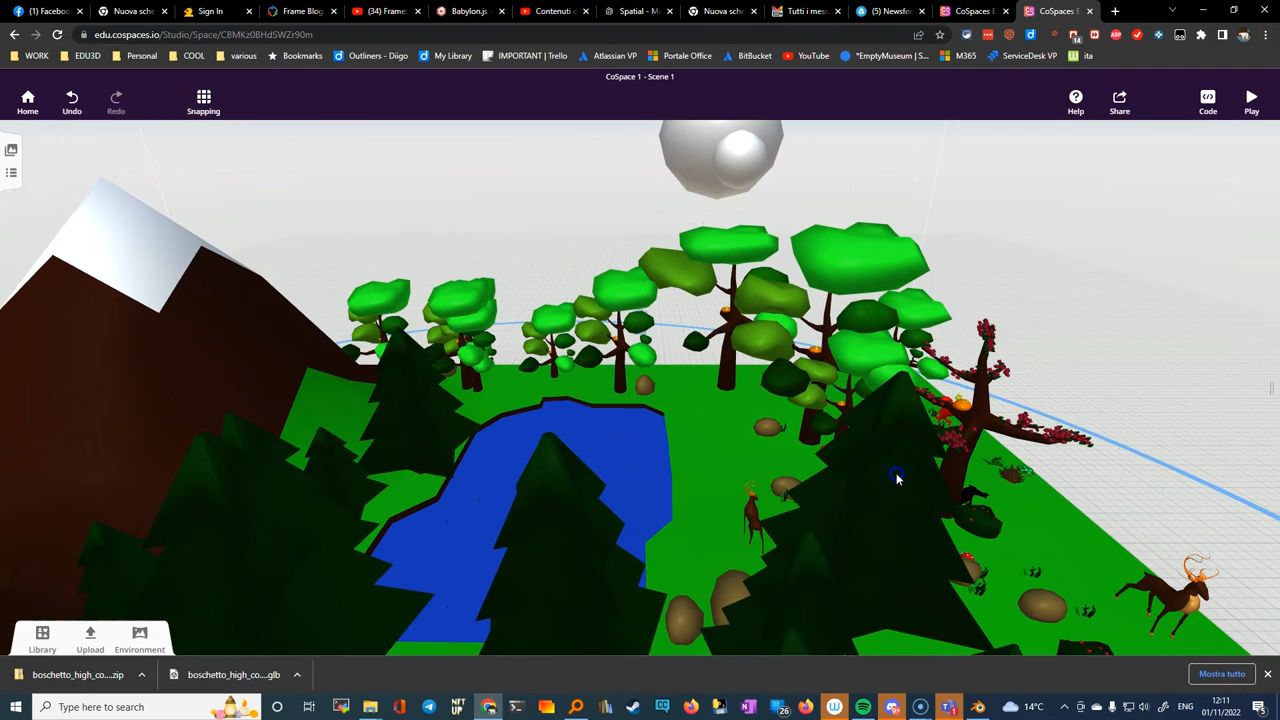 (1) Facebook
Nuova sche
Sign In
Frame Blog
(34) Frame
Babylon.js
Contenuti d
Spatial - M
Nuova sche
Tutti i mess
(5) Newsfe
CoSpaces E
CoSpaces E
edu.cospaces.io/Studio/Space/CBMKz0BHdSWZr90m
WORK
EDU3D
Personal
COOL
various
Bookmarks
Outliners - Diigo
My Library
IMPORTANT | Trello
Atlassian VP
BitBucket
Portale Office
YouTube
*EmptyMuseum | S...
M365
ServiceDesk VP
ita
CoSpace 1 - Scene 1
Home
Undo
Redo
Snapping
Help
Share
Code
Play
Library
Upload
Environment
boschetto_high_co....zip
boschetto_high_co....glb
Mostra tutto
Type here to search
NFT
UP
14°C
12:11
01/11/2022